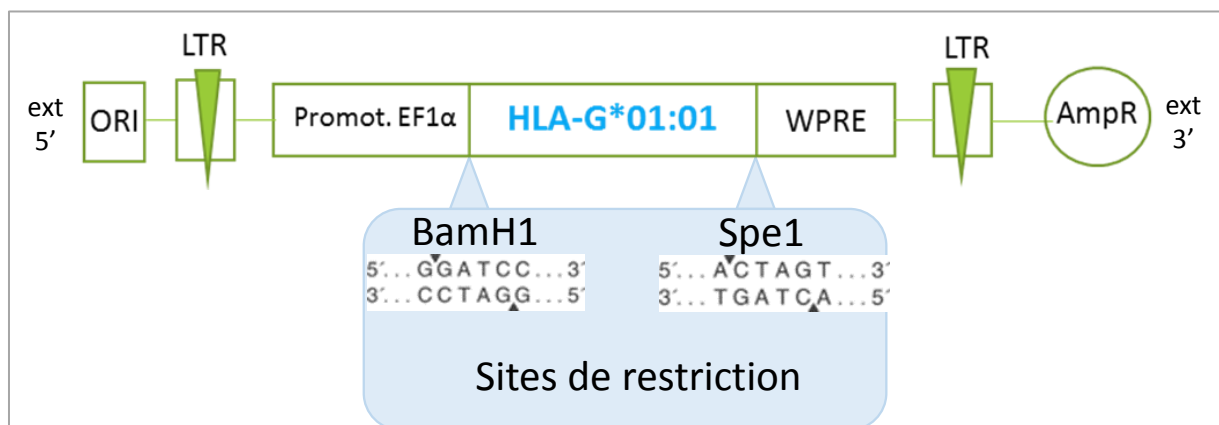 LTR
LTR
ext
5’
ORI
Promot. EF1α
HLA-G*01:01
WPRE
AmpR
ext
3’
BamH1
5´...GGATCC...3´
3´...CCTAGG...5´
Spe1
5´...ACTAGT...3´
3´...TGATCA...5´
Sites de restriction